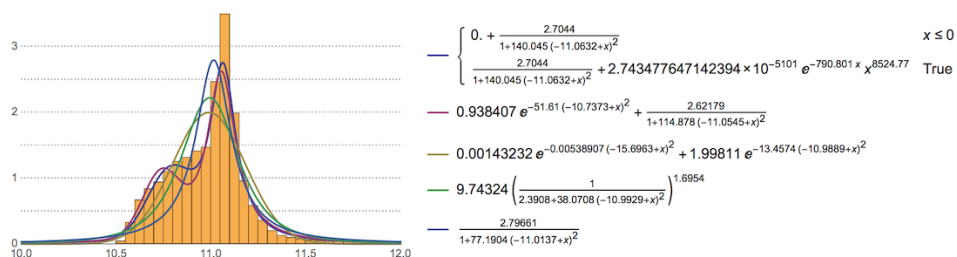 3
2
1
0
10.0 10.5 11.0 11.5 12.0
0. + 2.7044/(1+140.045 (-11.0632+x)^2) x ≤ 0
2.7044/(1+140.045 (-11.0632+x)^2) + 2.743477647142394×10^-5101 e^(-790.801 x) x^8524.77 True
0.938407 e^(-51.61 (-10.7373+x)^2) + 2.62179/(1+114.878 (-11.0545+x)^2)
0.00143232 e^(-0.00538907 (-15.6963+x)^2) + 1.99811 e^(-13.4574 (-10.9889+x)^2)
9.74324 (1/(2.3908+38.0708 (-10.9929+x)^2))^1.6954
2.79661/(1+77.1904 (-11.0137+x)^2)